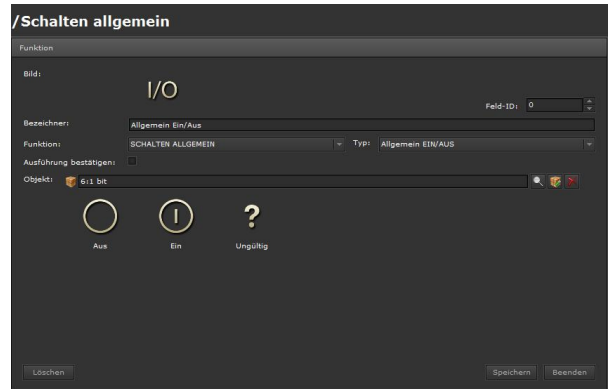 /Schalten allgemein
Funktion
Bild:
I/O
Feld-ID: 0
Bezeichner: Allgemein Ein/Aus
Funktion: SCHALTEN ALLGEMEIN Typ: Allgemein EIN/AUS
Ausführung bestätigen:
Objekt: 6:1 bit
? 
Aus Ein Ungültig
Löschen Speichern Beenden